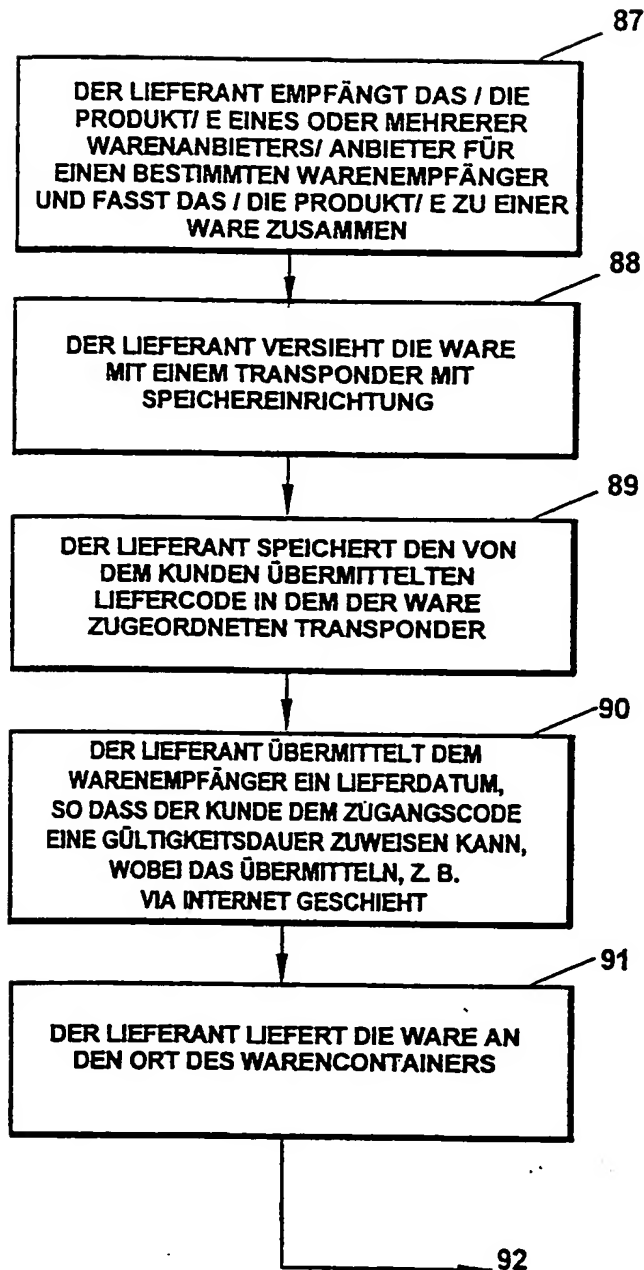 87
DER LIEFERANT EMPFÄNGT DAS / DIE
PRODUKT/ E EINES ODER MEHRERER
WARENANBIETERS/ ANBIETER FÜR
EINEN BESTIMMTEN WARENEMPFÄNGER
UND FASST DAS / DIE PRODUKT/ E ZU EINER
WARE ZUSAMMEN
88
DER LIEFERANT VERSIEHT DIE WARE
MIT EINEM TRANSPONDER MIT
SPEICHEREINRICHTUNG
89
DER LIEFERANT SPEICHERT DEN VON
DEM KUNDEN ÜBERMITTELTEN
LIEFERCODE IN DEM DER WARE
ZUGEORDNETEN TRANSPONDER
90
DER LIEFERANT ÜBERMITTELT DEM
WARENEMPFÄNGER EIN LIEFERDATUM,
SO DASS DER KUNDE DEM ZUGANGSCODE
EINE GÜLTIGKEITSDAUER ZUWEISEN KANN,
WOBEI DAS ÜBERMITTELN, Z. B.
VIA INTERNET GESCHIEHT
91
DER LIEFERANT LIEFERT DIE WARE AN
DEN ORT DES WARENCONTAINERS
92